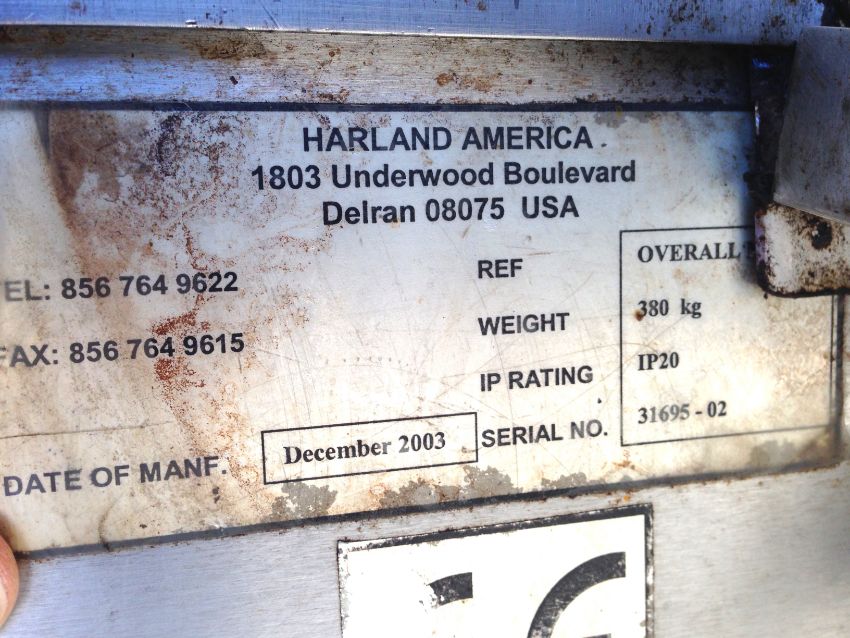 HARLAND AMERICA
1803 Underwood Boulevard
Delran 08075 USA
EL: 856 764 9622
FAX: 856 764 9615
REF OVERALL
WEIGHT 380 kg
IP RATING IP20
SERIAL NO. 31695 - 02
DATE OF MANF. December 2003
CE